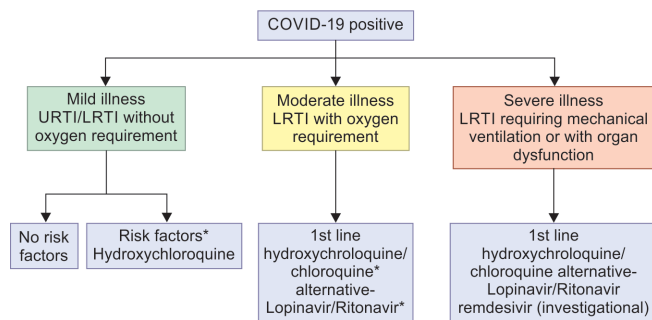 COVID-19 positive
Mild illness
URTI/LRTI without
oxygen requirement
Moderate illness
LRTI with oxygen
requirement
Severe illness
LRTI requiring mechanical
ventilation or with organ
dysfunction
No risk
factors
Risk factors*
Hydroxychloroquine
1st line
hydroxychroloquine/
chloroquine*
alternative-
Lopinavir/Ritonavir*
1st line
hydroxychroloquine/
chloroquine alternative-
Lopinavir/Ritonavir
remdesivir (investigational)